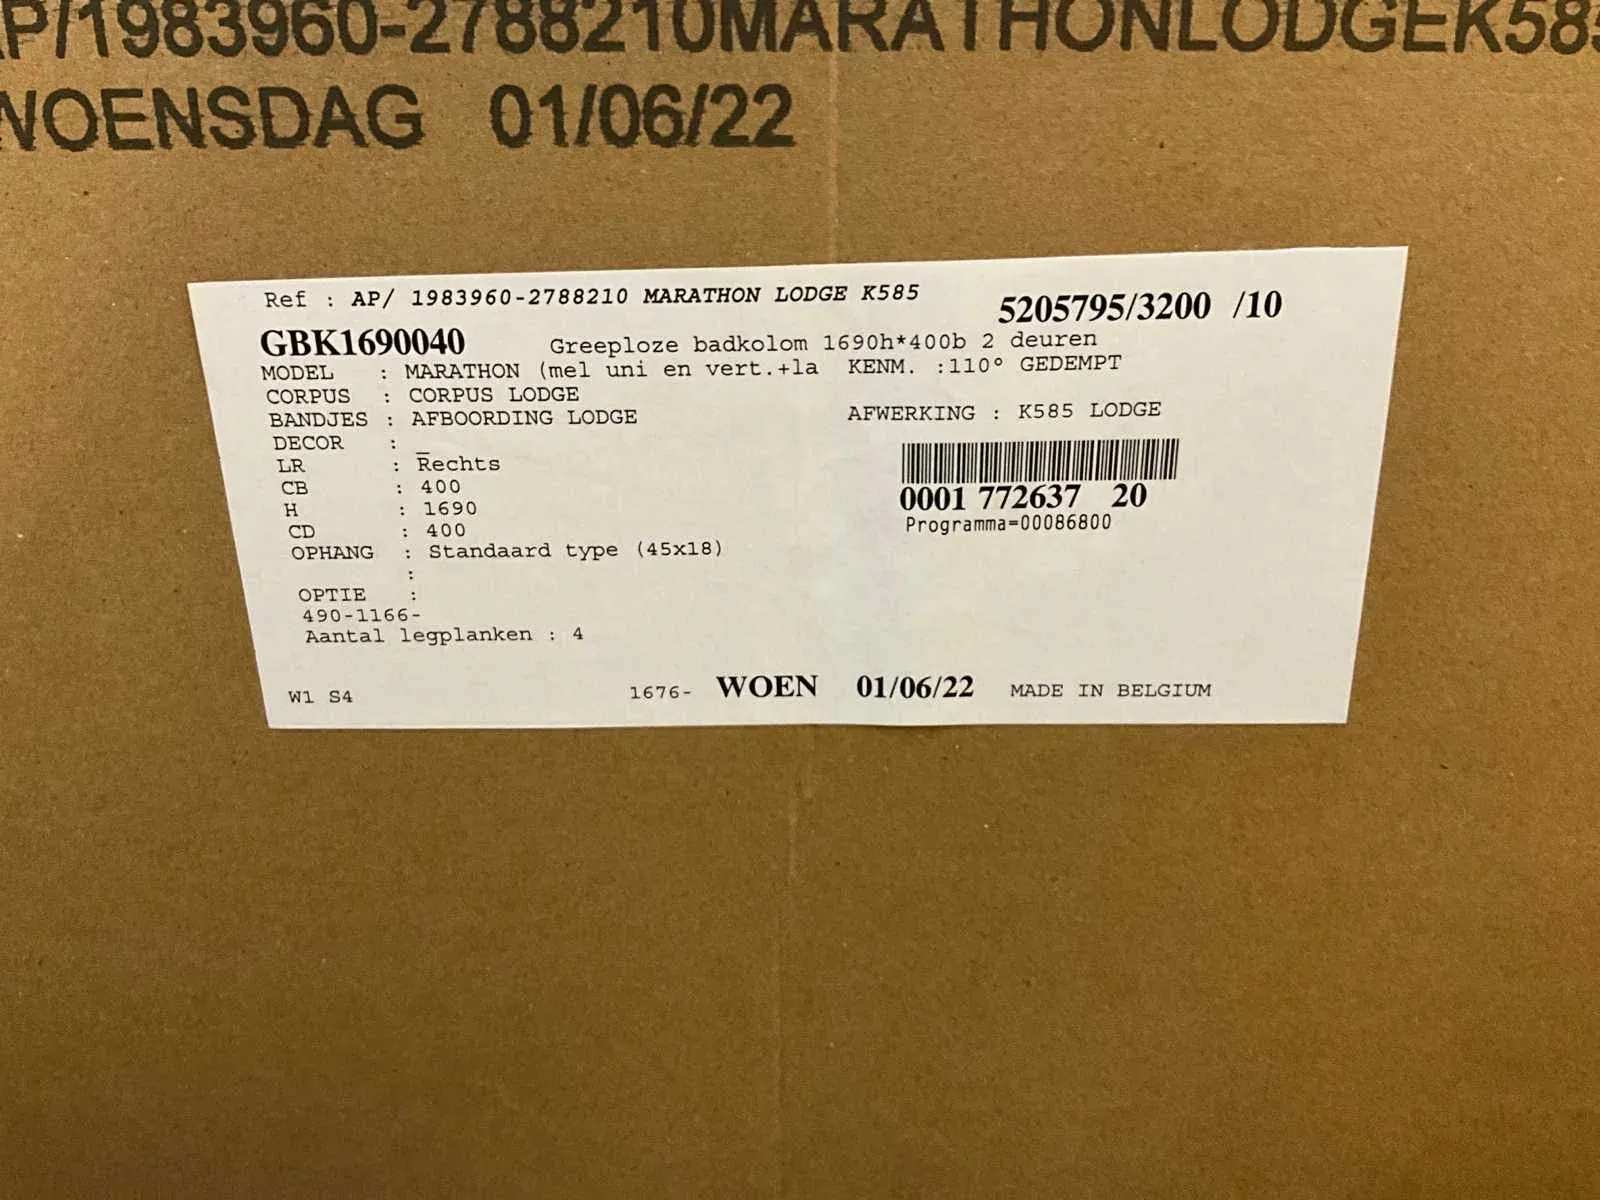 AP/1983960-2788210MARATHONLODGEK585
WOENSDAG 01/06/22
Ref : AP/ 1983960-2788210 MARATHON LODGE K585 5205795/3200 /10
GBK1690040 Greeploze badkolom 1690h*400b 2 deuren
MODEL : MARATHON (mel uni en vert.+la KENM. :110° GEDEMPT
CORPUS : CORPUS LODGE
BANDJES : AFBOORDING LODGE AFWERKING : K585 LODGE
DECOR : _
LR : Rechts
CB : 400
0001 772637 20
H : 1690
Programma=00086800
CD : 400
OPHANG : Standaard type (45x18)
:
OPTIE :
490-1166-
Aantal legplanken : 4
W1 S4 1676- WOEN 01/06/22 MADE IN BELGIUM